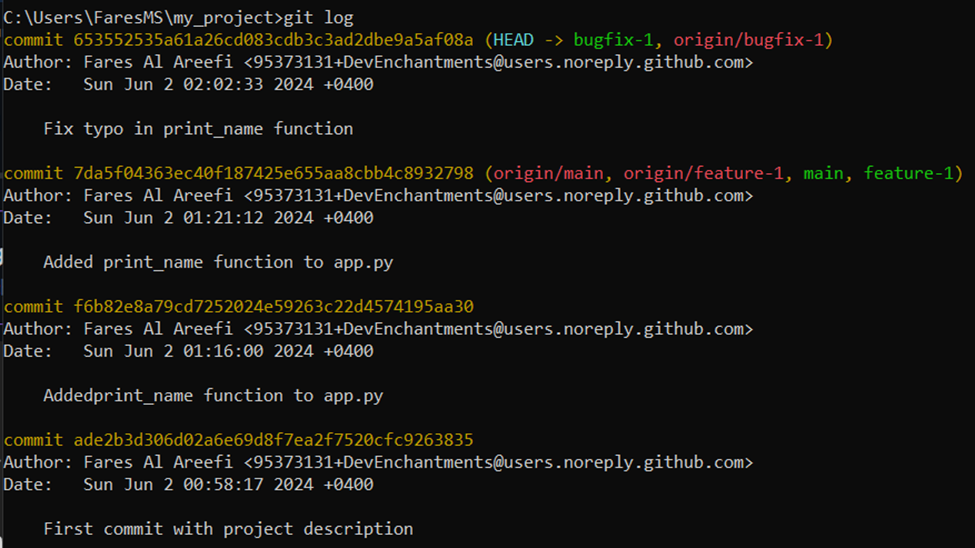 C:\Users\FaresMS\my_project>git log
commit 653552535a61a26cd083cdb3c3ad2dbe9a5af08a (HEAD -> bugfix-1, origin/bugfix-1)
Author: Fares Al Areefi <95373131+DevEnchantments@users.noreply.github.com>
Date:   Sun Jun 2 02:02:33 2024 +0400
    Fix typo in print_name function
commit 7da5f04363ec40f187425e655aa8cbb4c8932798 (origin/main, origin/feature-1, main, feature-1)
Author: Fares Al Areefi <95373131+DevEnchantments@users.noreply.github.com>
Date:   Sun Jun 2 01:21:12 2024 +0400
    Added print_name function to app.py
commit f6b82e8a79cd7252024e59263c22d4574195aa30
Author: Fares Al Areefi <95373131+DevEnchantments@users.noreply.github.com>
Date:   Sun Jun 2 01:16:00 2024 +0400
    Addedprint_name function to app.py
commit ade2b3d306d02a6e69d8f7ea2f7520cfc9263835
Author: Fares Al Areefi <95373131+DevEnchantments@users.noreply.github.com>
Date:   Sun Jun 2 00:58:17 2024 +0400
    First commit with project description